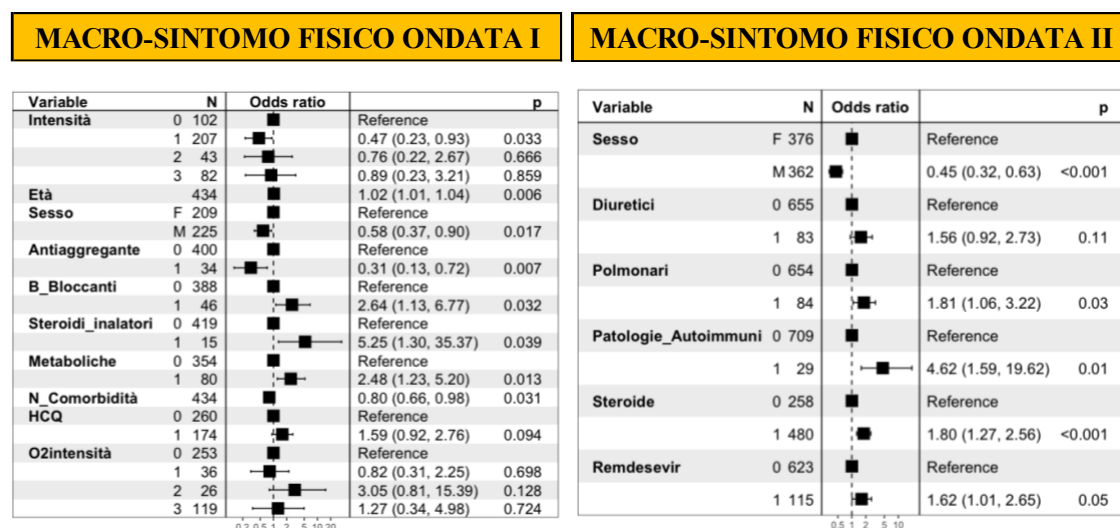 MACRO-SINTOMO FISICO ONDATA I
Variable N Odds ratio p
Intensità 0 102 Reference
1 207 0.47 (0.23, 0.93) 0.033
2 43 0.76 (0.22, 2.67) 0.666
3 82 0.89 (0.23, 3.21) 0.859
Età 434 1.02 (1.01, 1.04) 0.006
Sesso F 209 Reference
M 225 0.58 (0.37, 0.90) 0.017
Antiaggregante 0 400 Reference
1 34 0.31 (0.13, 0.72) 0.007
B_Bloccanti 0 388 Reference
1 46 2.64 (1.13, 6.77) 0.032
Steroidi_inalatori 0 419 Reference
1 15 5.25 (1.30, 35.37) 0.039
Metaboliche 0 354 Reference
1 80 2.48 (1.23, 5.20) 0.013
N_Comorbidità 434 0.80 (0.66, 0.98) 0.031
HCQ 0 260 Reference
1 174 1.59 (0.92, 2.76) 0.094
O2intensità 0 253 Reference
1 36 0.82 (0.31, 2.25) 0.698
2 26 3.05 (0.81, 15.39) 0.128
3 119 1.27 (0.34, 4.98) 0.724
0.2 0.5 1 2 5 10 20
MACRO-SINTOMO FISICO ONDATA II
Variable N Odds ratio p
Sesso F 376 Reference
M 362 0.45 (0.32, 0.63) <0.001
Diuretici 0 655 Reference
1 83 1.56 (0.92, 2.73) 0.11
Polmonari 0 654 Reference
1 84 1.81 (1.06, 3.22) 0.03
Patologie_Autoimmuni 0 709 Reference
1 29 4.62 (1.59, 19.62) 0.01
Steroide 0 258 Reference
1 480 1.80 (1.27, 2.56) <0.001
Remdesevir 0 623 Reference
1 115 1.62 (1.01, 2.65) 0.05
0.5 1 2 5 10